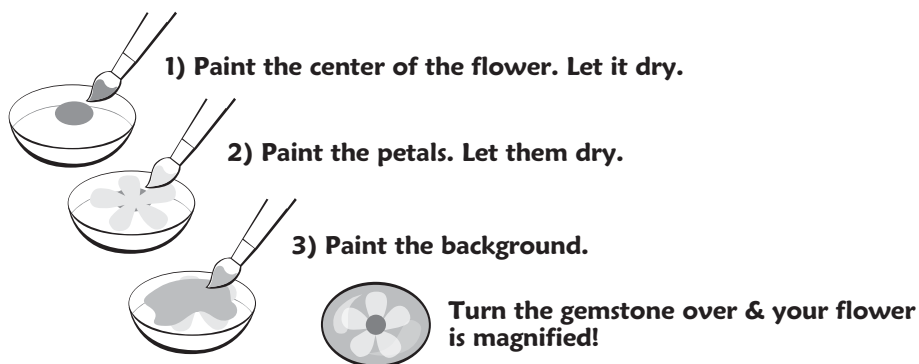 1) Paint the center of the flower. Let it dry.
2) Paint the petals. Let them dry.
3) Paint the background.
Turn the gemstone over & your flower
is magnified!